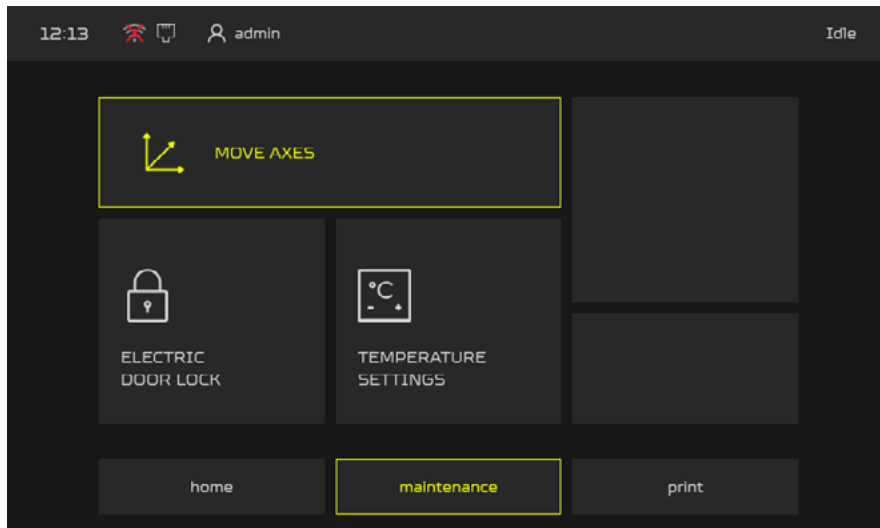 12:13 admin Idle
MOVE AXES
ELECTRIC
DOOR LOCK
°C
- +
TEMPERATURE
SETTINGS
home maintenance print